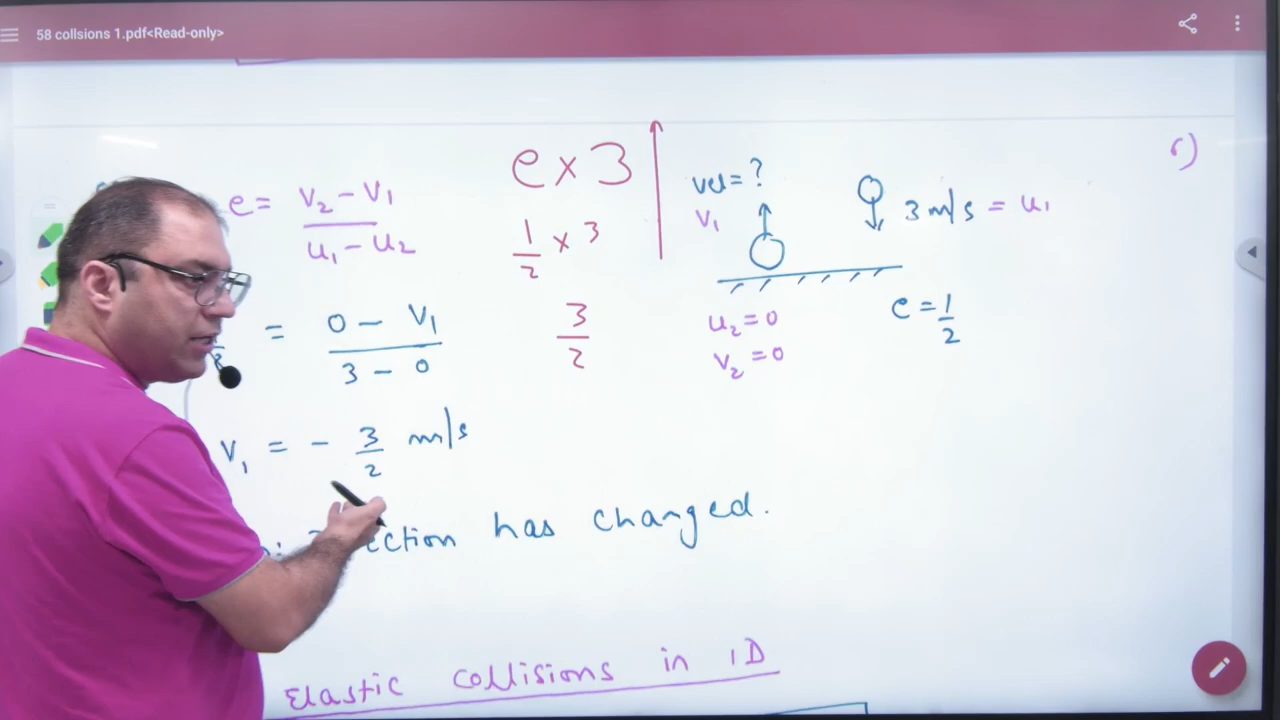 58 collsions 1.pdf<Read-only>
e = V2 - V1 / u1 - u2
e x 3
1/2 x 3
3/2
vel = ?
V1
3 m/s = u1
u2 = 0
V2 = 0
e = 1/2
r)
= 0 - V1 / 3 - 0
V1 = - 3/2 m/s
has changed.
Elastic collisions in 1D